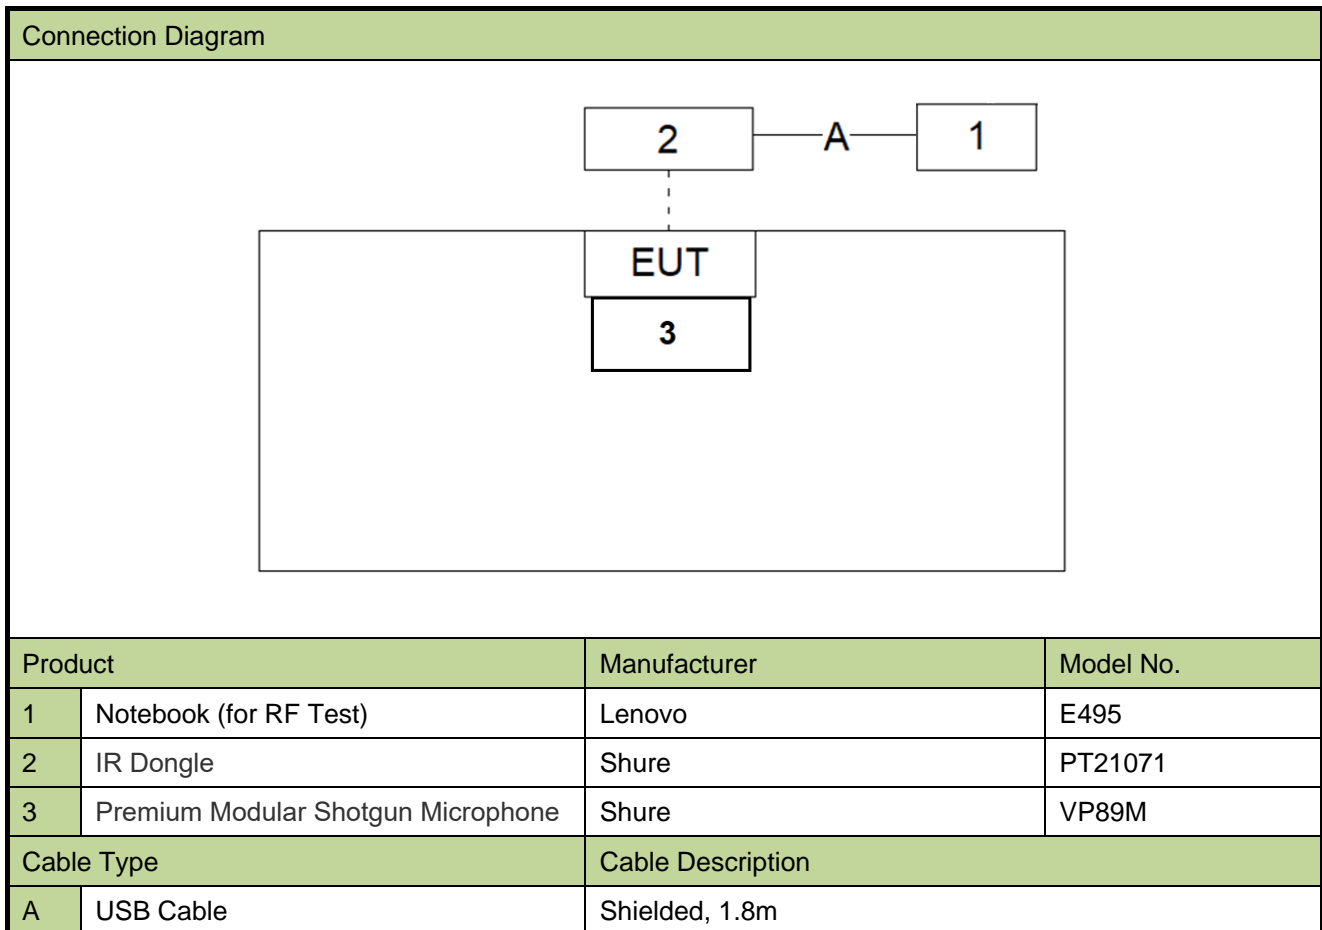 Connection Diagram
2 A 1
EUT
3
Product Manufacturer Model No.
1 Notebook (for RF Test) Lenovo E495
2 IR Dongle Shure PT21071
3 Premium Modular Shotgun Microphone Shure VP89M
Cable Type Cable Description
A USB Cable Shielded, 1.8m